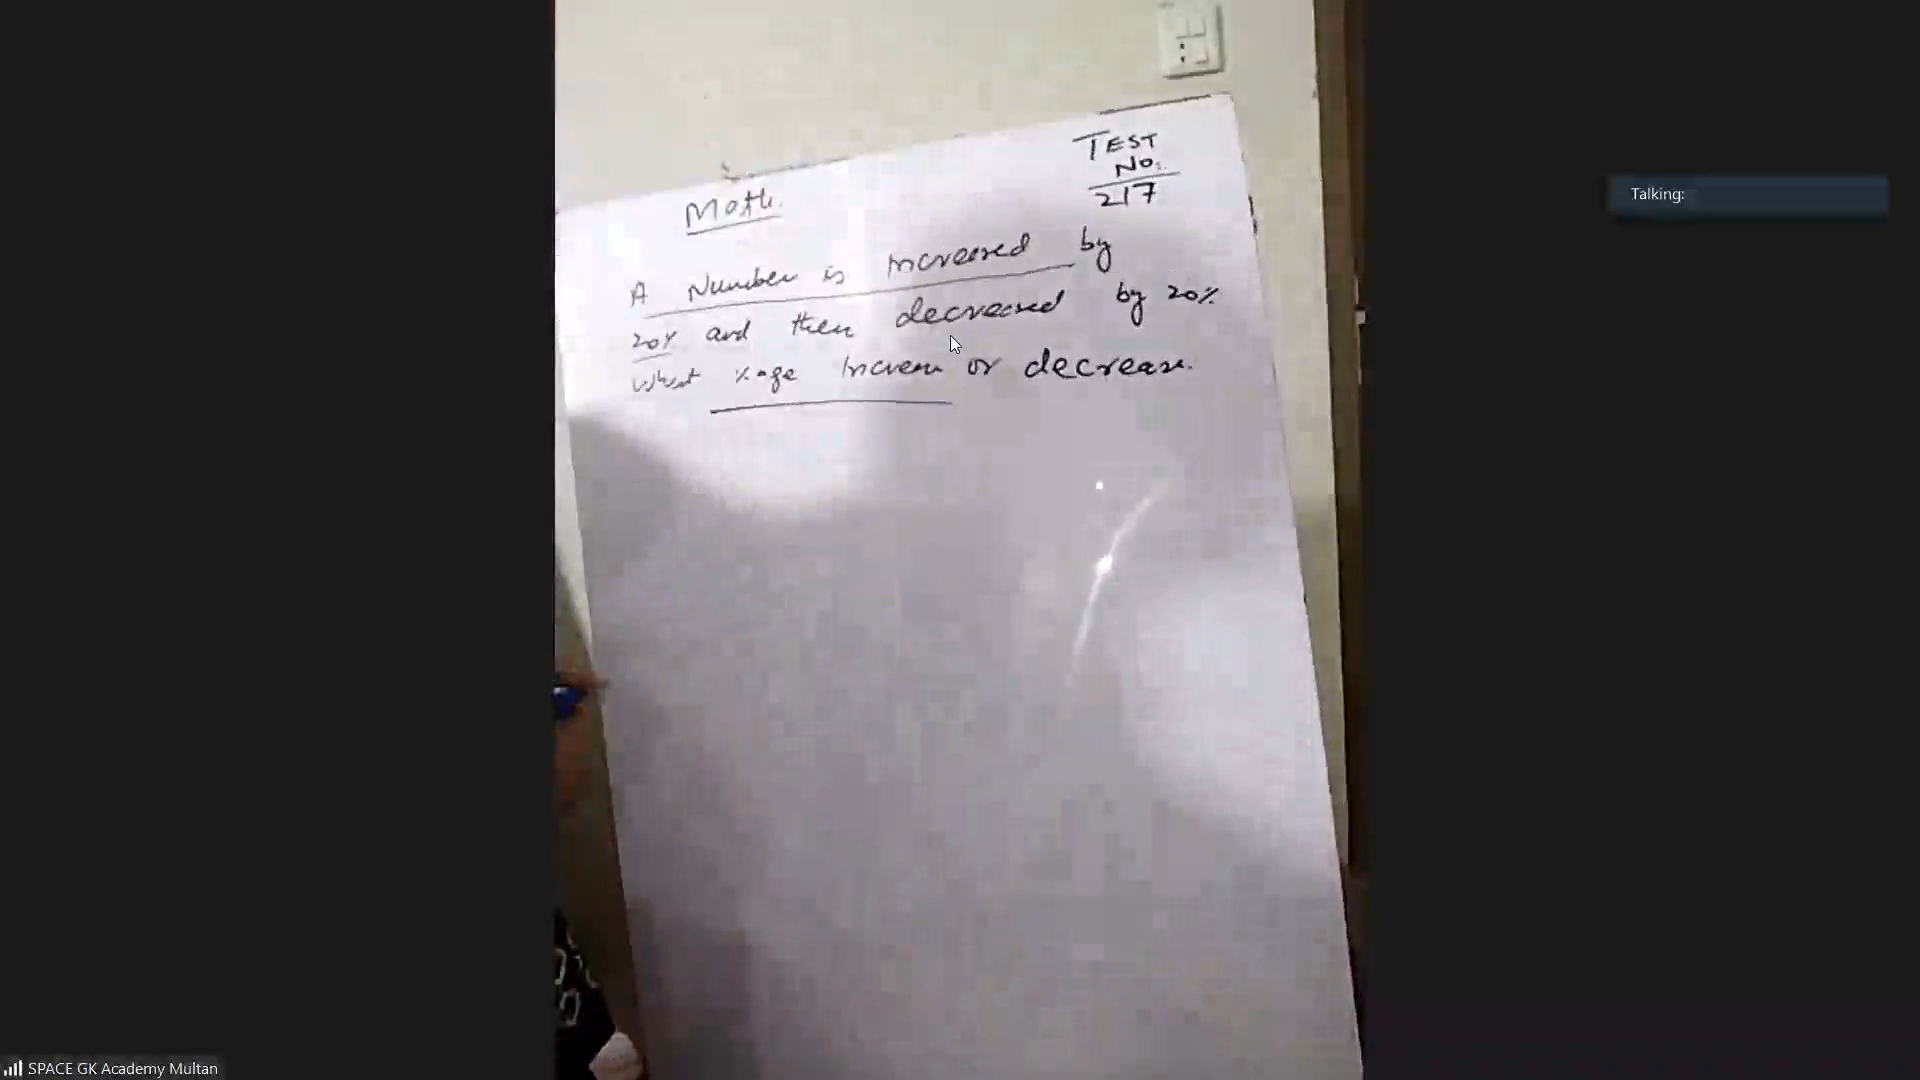 Math.
TEST
No:
217
A Number is increased by
20% and then decreased by 20%
What %age Increase or decrease.
Talking:
SPACE GK Academy Multan